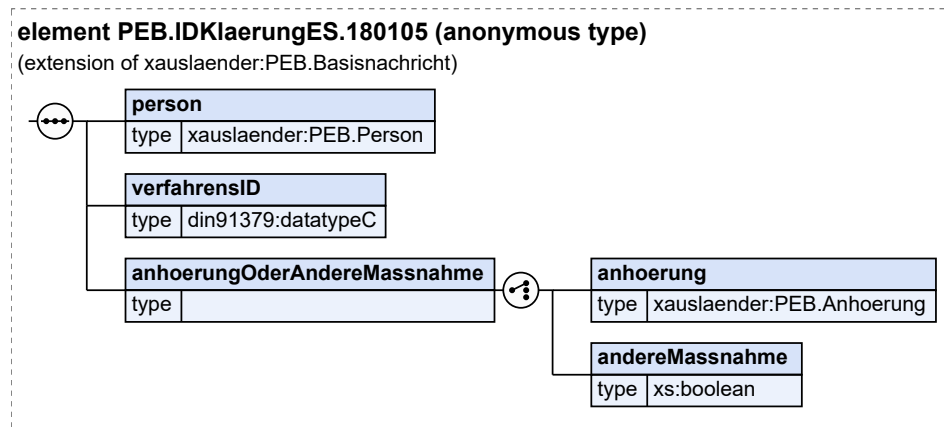 element PEB.IDKlaerungES.180105 (anonymous type)
(extension of xauslaender:PEB.Basisnachricht)
person
type xauslaender:PEB.Person
verfahrensID
type din91379:datatypeC
anhoerungOderAndereMassnahme
type
anhoerung
type xauslaender:PEB.Anhoerung
andereMassnahme
type xs:boolean